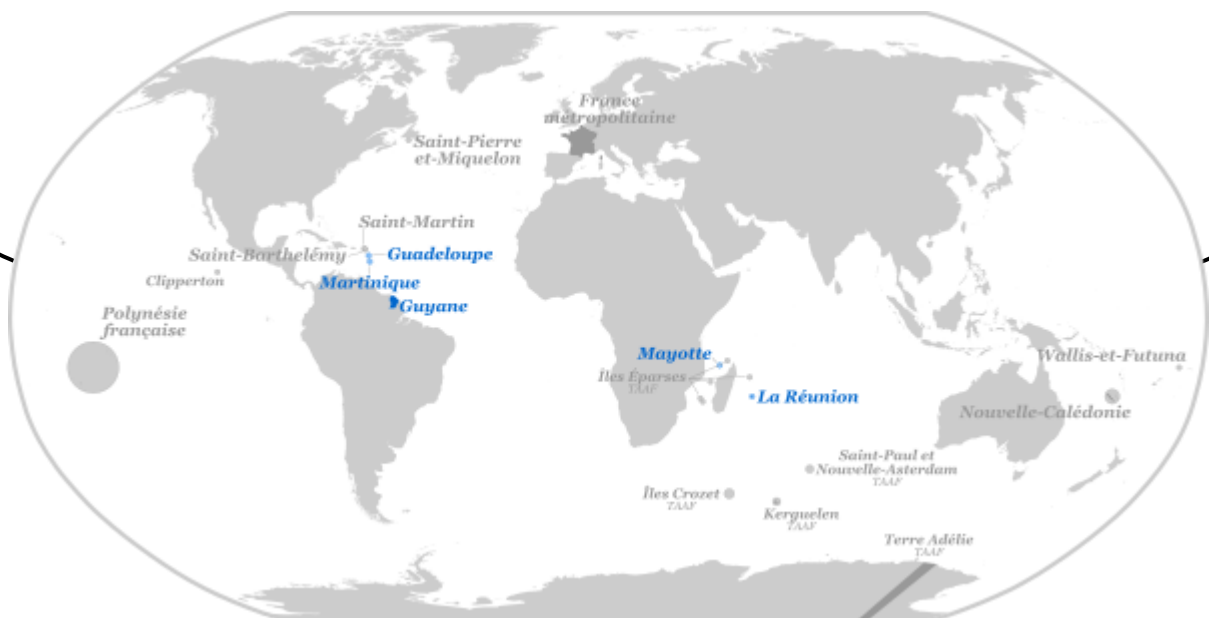 France
métropolitaine
Saint-Pierre
et-Miquelon
Saint-Martin
Saint-Barthelémy
Guadeloupe
Clipperton
Martinique
Guyane
Polynésie
française
Mayotte
Îles Éparses
TAAF
La Réunion
Wallis-et-Futuna
Nouvelle-Calédonie
Saint-Paul et
Nouvelle-Asterdam
TAAF
Îles Crozet
TAAF
Kerguelen
TAAF
Terre Adélie
TAAF